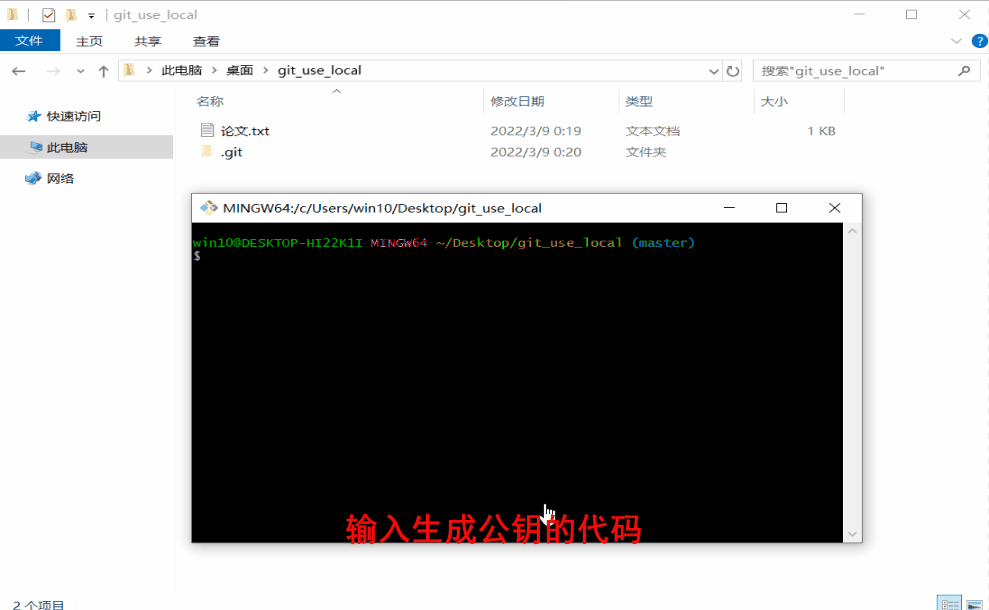 git_use_local
文件 主页 共享 查看
此电脑 桌面 git_use_local 搜索"git_use_local"
名称 修改日期 类型 大小
快速访问
论文.txt 2022/3/9 0:19 文本文档 1 KB
此电脑
.git 2022/3/9 0:20 文件夹
网络
MINGW64:/c/Users/win10/Desktop/git_use_local
win10@DESKTOP-HI22K1I MINGW64 ~/Desktop/git_use_local (master)
$
输入生成公钥的代码
2 个项目